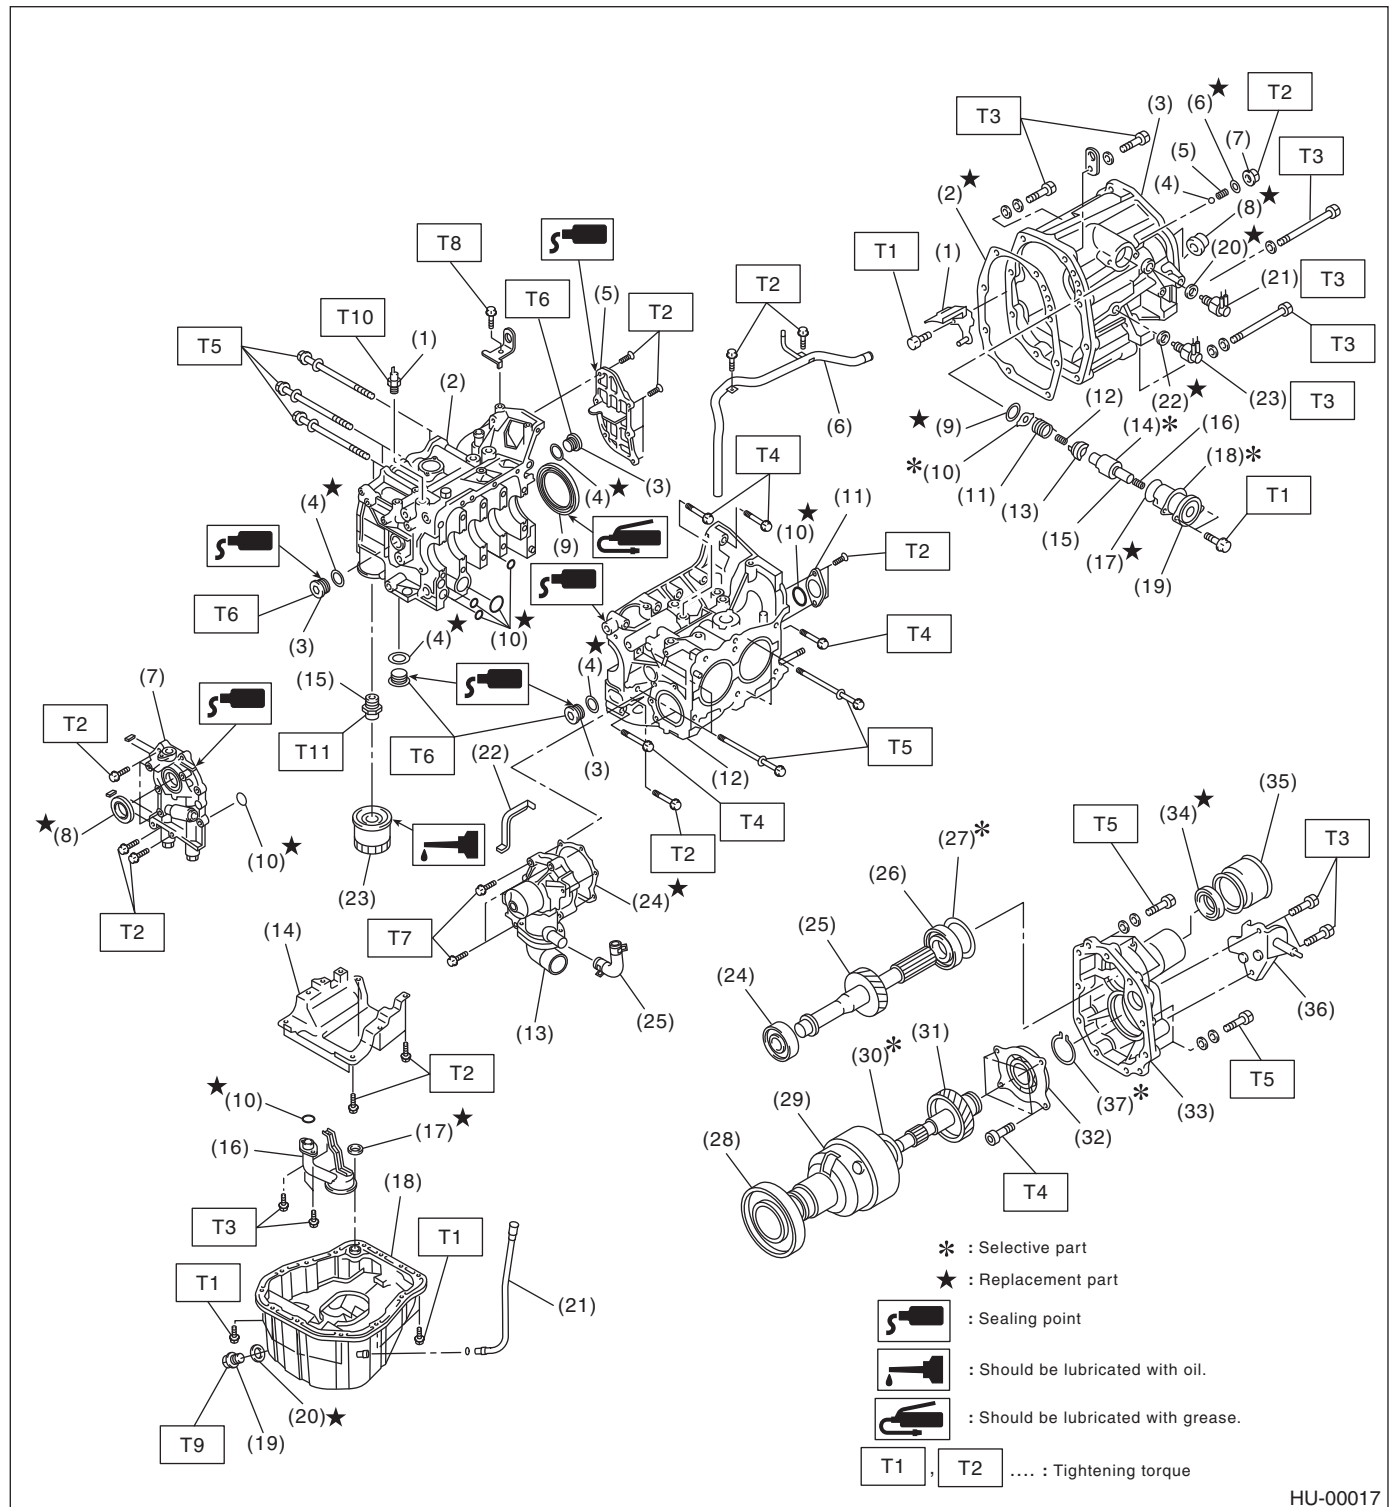 T3
(3)
(6)★
T2
(7)
(5)
T3
(4)
(2)★
(8)★
T8
(20)★
T1
(1)
T6
(5)
T2
T2
(21)
T3
T10
(1)
T5
(2)
T3
(22)★
(23)
T3
(12)
★(9)
(14)*
(16)
(6)
*(10)
(18)*
T4
(11)
(13)
T1
(4)★
(3)
(15)
(17)★
(19)
(11)
(4)★
(10)★
(9)
T2
T6
(3)
(10)★
(4)★
★(4)
T4
(7)
(15)
T2
T11
T6
(22)
(3)
(12)
T5
★(8)
(10)★
T4
T2
(35)
(34)★
T5
T3
(27)*
(26)
(23)
(24)★
T2
T7
(14)
(25)
(24)
(13)
(25)
(36)
(31)
(30)*
T2
T5
★(10)
(17)★
(37)*
(33)
(29)
(32)
(16)
(28)
(18)
T4
T3
T1
T1
(21)
(20)★
T9
(19)
* : Selective part
★ : Replacement part
: Sealing point
: Should be lubricated with oil.
: Should be lubricated with grease.
T1 , T2 .... : Tightening torque
HU-00017